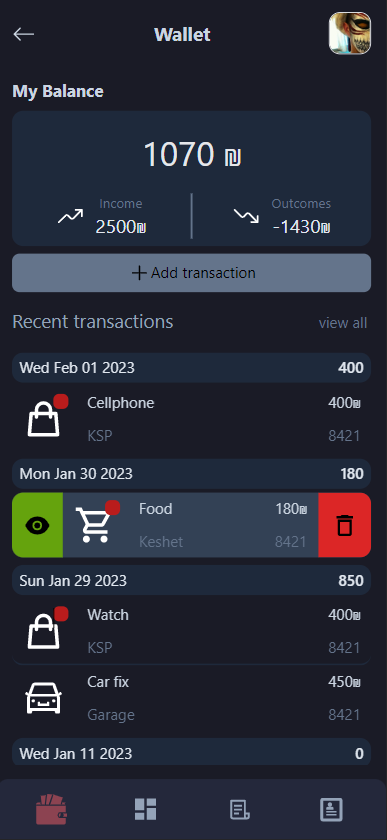 Wallet
My Balance
1070 ₪
Income
2500₪
Outcomes
-1430₪
Add transaction
Recent transactions view all
Wed Feb 01 2023 400
Cellphone 400₪
KSP 8421
Mon Jan 30 2023 180
Food 180₪
Keshet 8421
Sun Jan 29 2023 850
Watch 400₪
KSP 8421
Car fix 450₪
Garage 8421
Wed Jan 11 2023 0